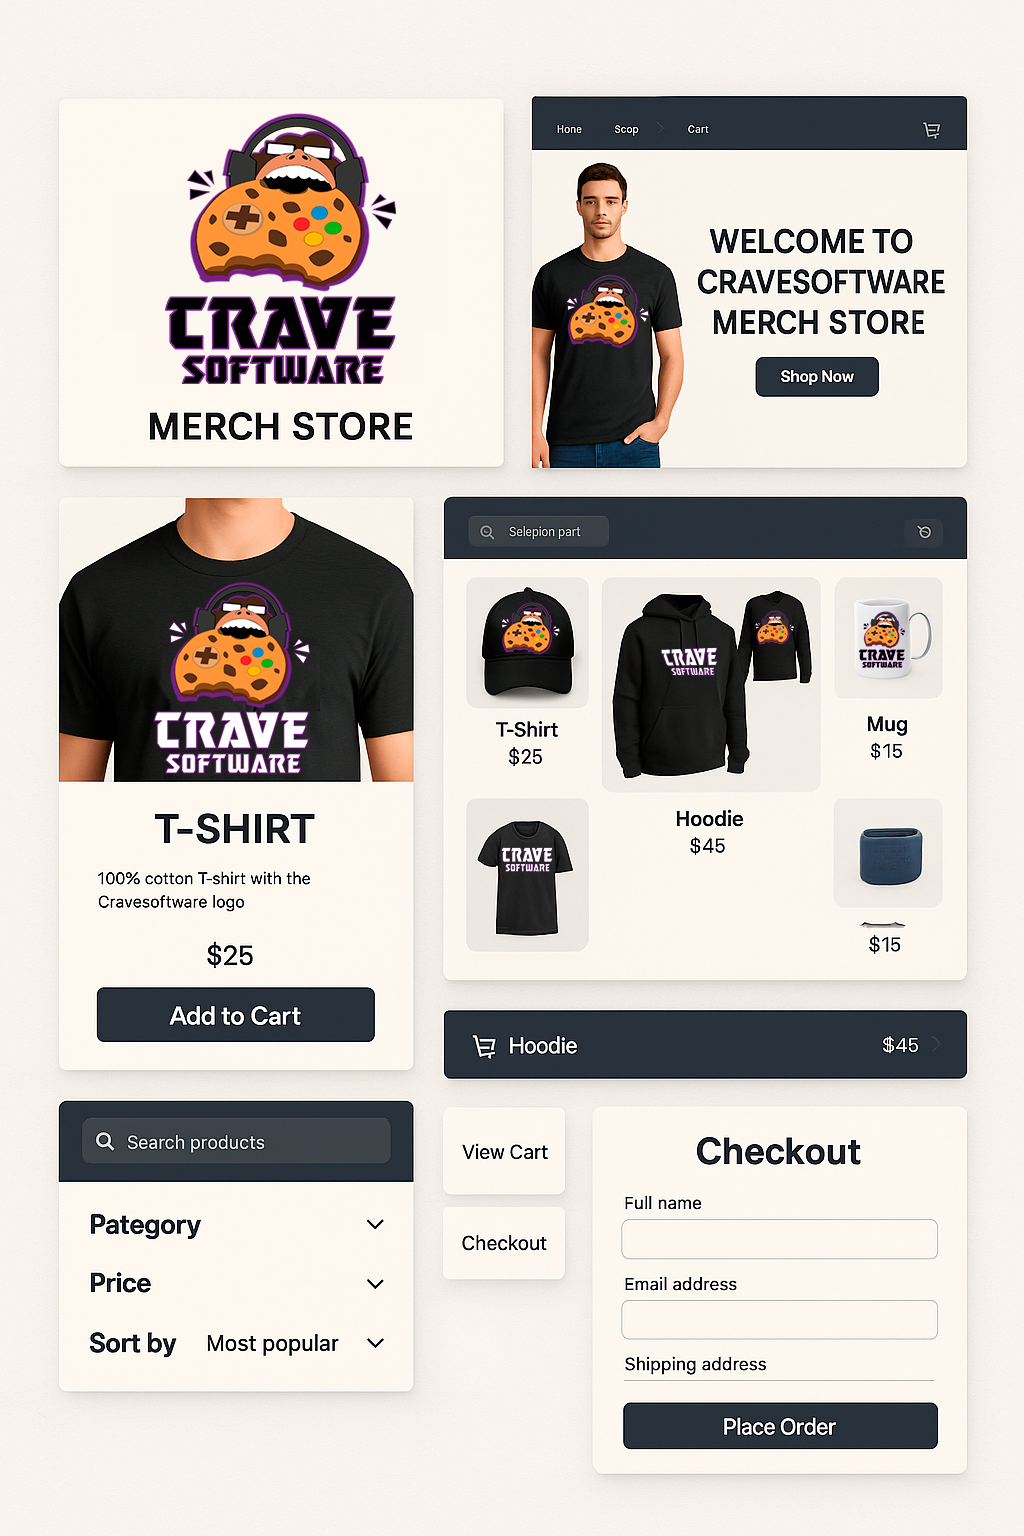 CRAVE
SOFTWARE
MERCH STORE
Hone
Scop
Cart
WELCOME TO
CRAVESOFTWARE
MERCH STORE
Shop Now
CRAVE
SOFTWARE
T-SHIRT
100% cotton T-shirt with the
Cravesoftware logo
$25
Add to Cart
Selepion part
T-Shirt
$25
CRAVE
SOFTWARE
Hoodie
$45
CRAVE
SOFTWARE
Mug
$15
CRAVE
SOFTWARE
$15
Hoodie
$45
Search products
Pategory
Price
Sort by Most popular
View Cart
Checkout
Checkout
Full name
Email address
Shipping address
Place Order